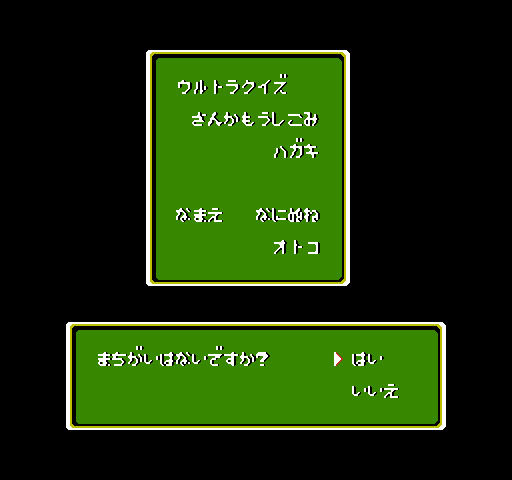 ウルトラクイズ
さんかもうしこみ
ハガキ
なまえ　なにぬね
オトコ
まちがいはないですか?　はい
いいえ